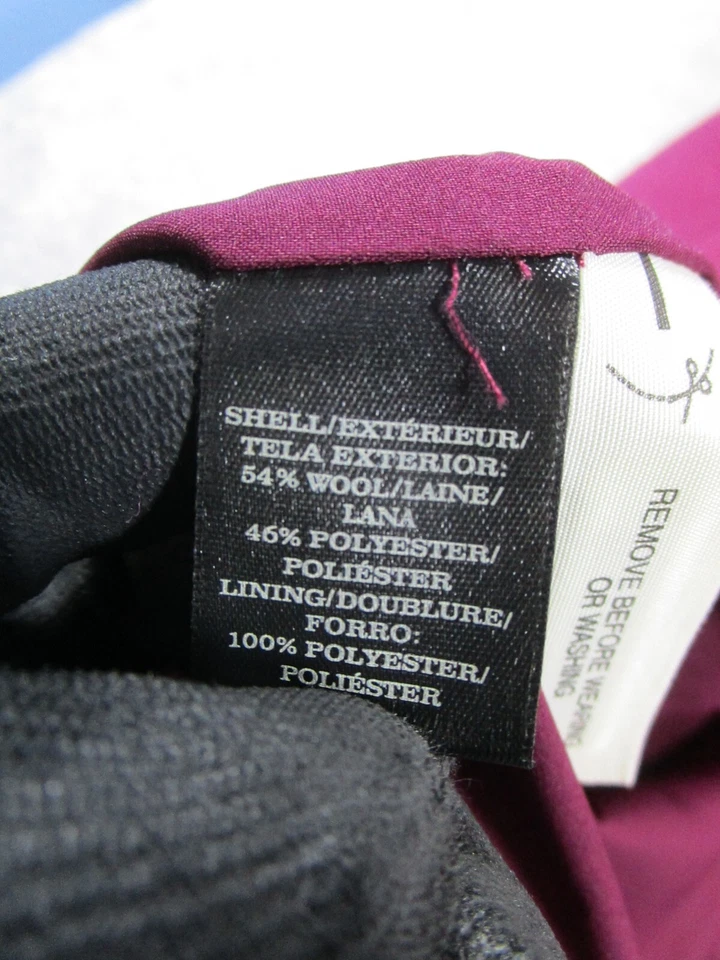 SHELL/EXTÉRIEUR/
TELA EXTERIOR:
54% WOOL/LAINE/
LANA
46% POLYESTER/
POLIÉSTER
LINING/DOUBLURE/
FORRO:
100% POLYESTER/
POLIÉSTER
REMOVE BEFORE WEARING
OR WASHING